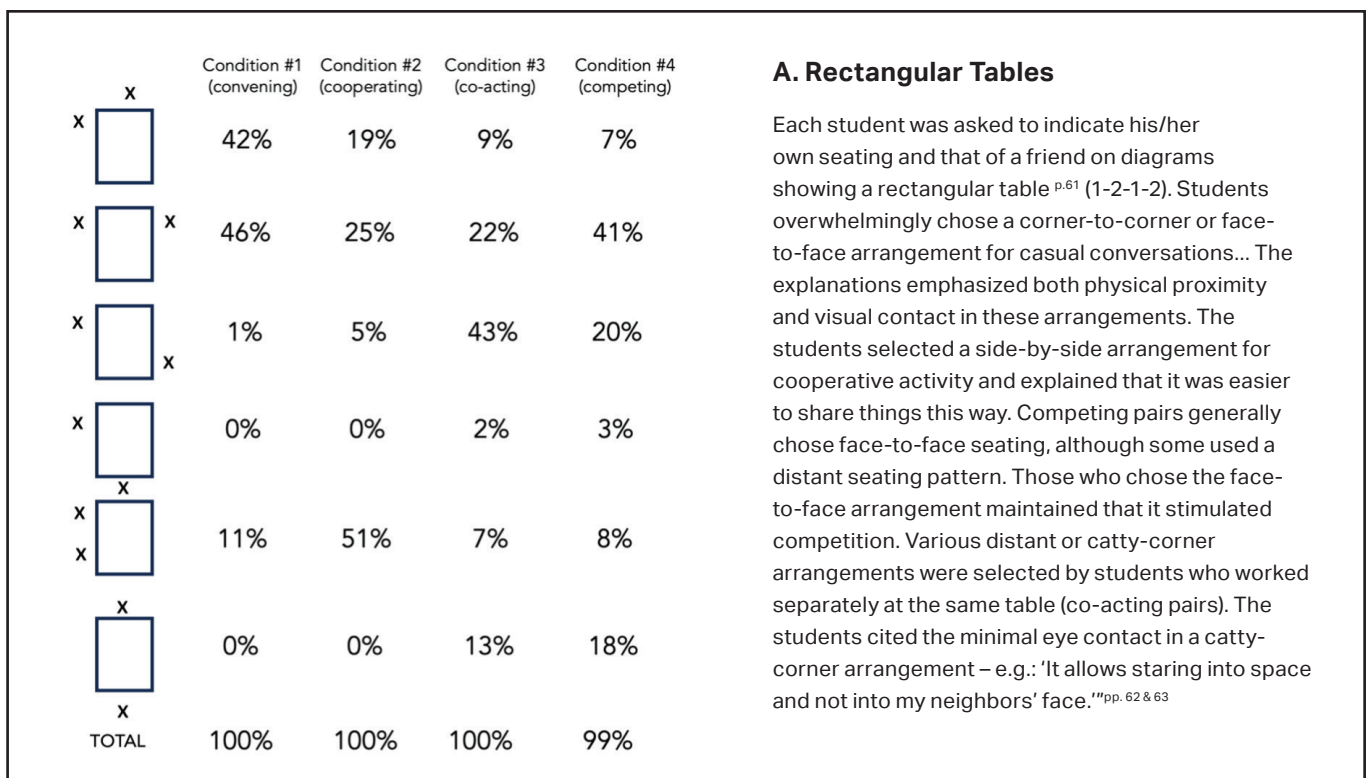 Condition #1 Condition #2 Condition #3 Condition #4
(convening) (cooperating) (co-acting) (competing)
X
X
42% 19% 9% 7%
X X
46% 25% 22% 41%
X
1% 5% 43% 20%
X
X
0% 0% 2% 3%
X
X
11% 51% 7% 8%
X
X
0% 0% 13% 18%
X
TOTAL 100% 100% 100% 99%
A. Rectangular Tables
Each student was asked to indicate his/her
own seating and that of a friend on diagrams
showing a rectangular table p.61 (1-2-1-2). Students
overwhelmingly chose a corner-to-corner or face-
to-face arrangement for casual conversations... The
explanations emphasized both physical proximity
and visual contact in these arrangements. The
students selected a side-by-side arrangement for
cooperative activity and explained that it was easier
to share things this way. Competing pairs generally
chose face-to-face seating, although some used a
distant seating pattern. Those who chose the face-
to-face arrangement maintained that it stimulated
competition. Various distant or catty-corner
arrangements were selected by students who worked
separately at the same table (co-acting pairs). The
students cited the minimal eye contact in a catty-
corner arrangement – e.g.: ‘It allows staring into space
and not into my neighbors’ face.’” pp. 62 & 63